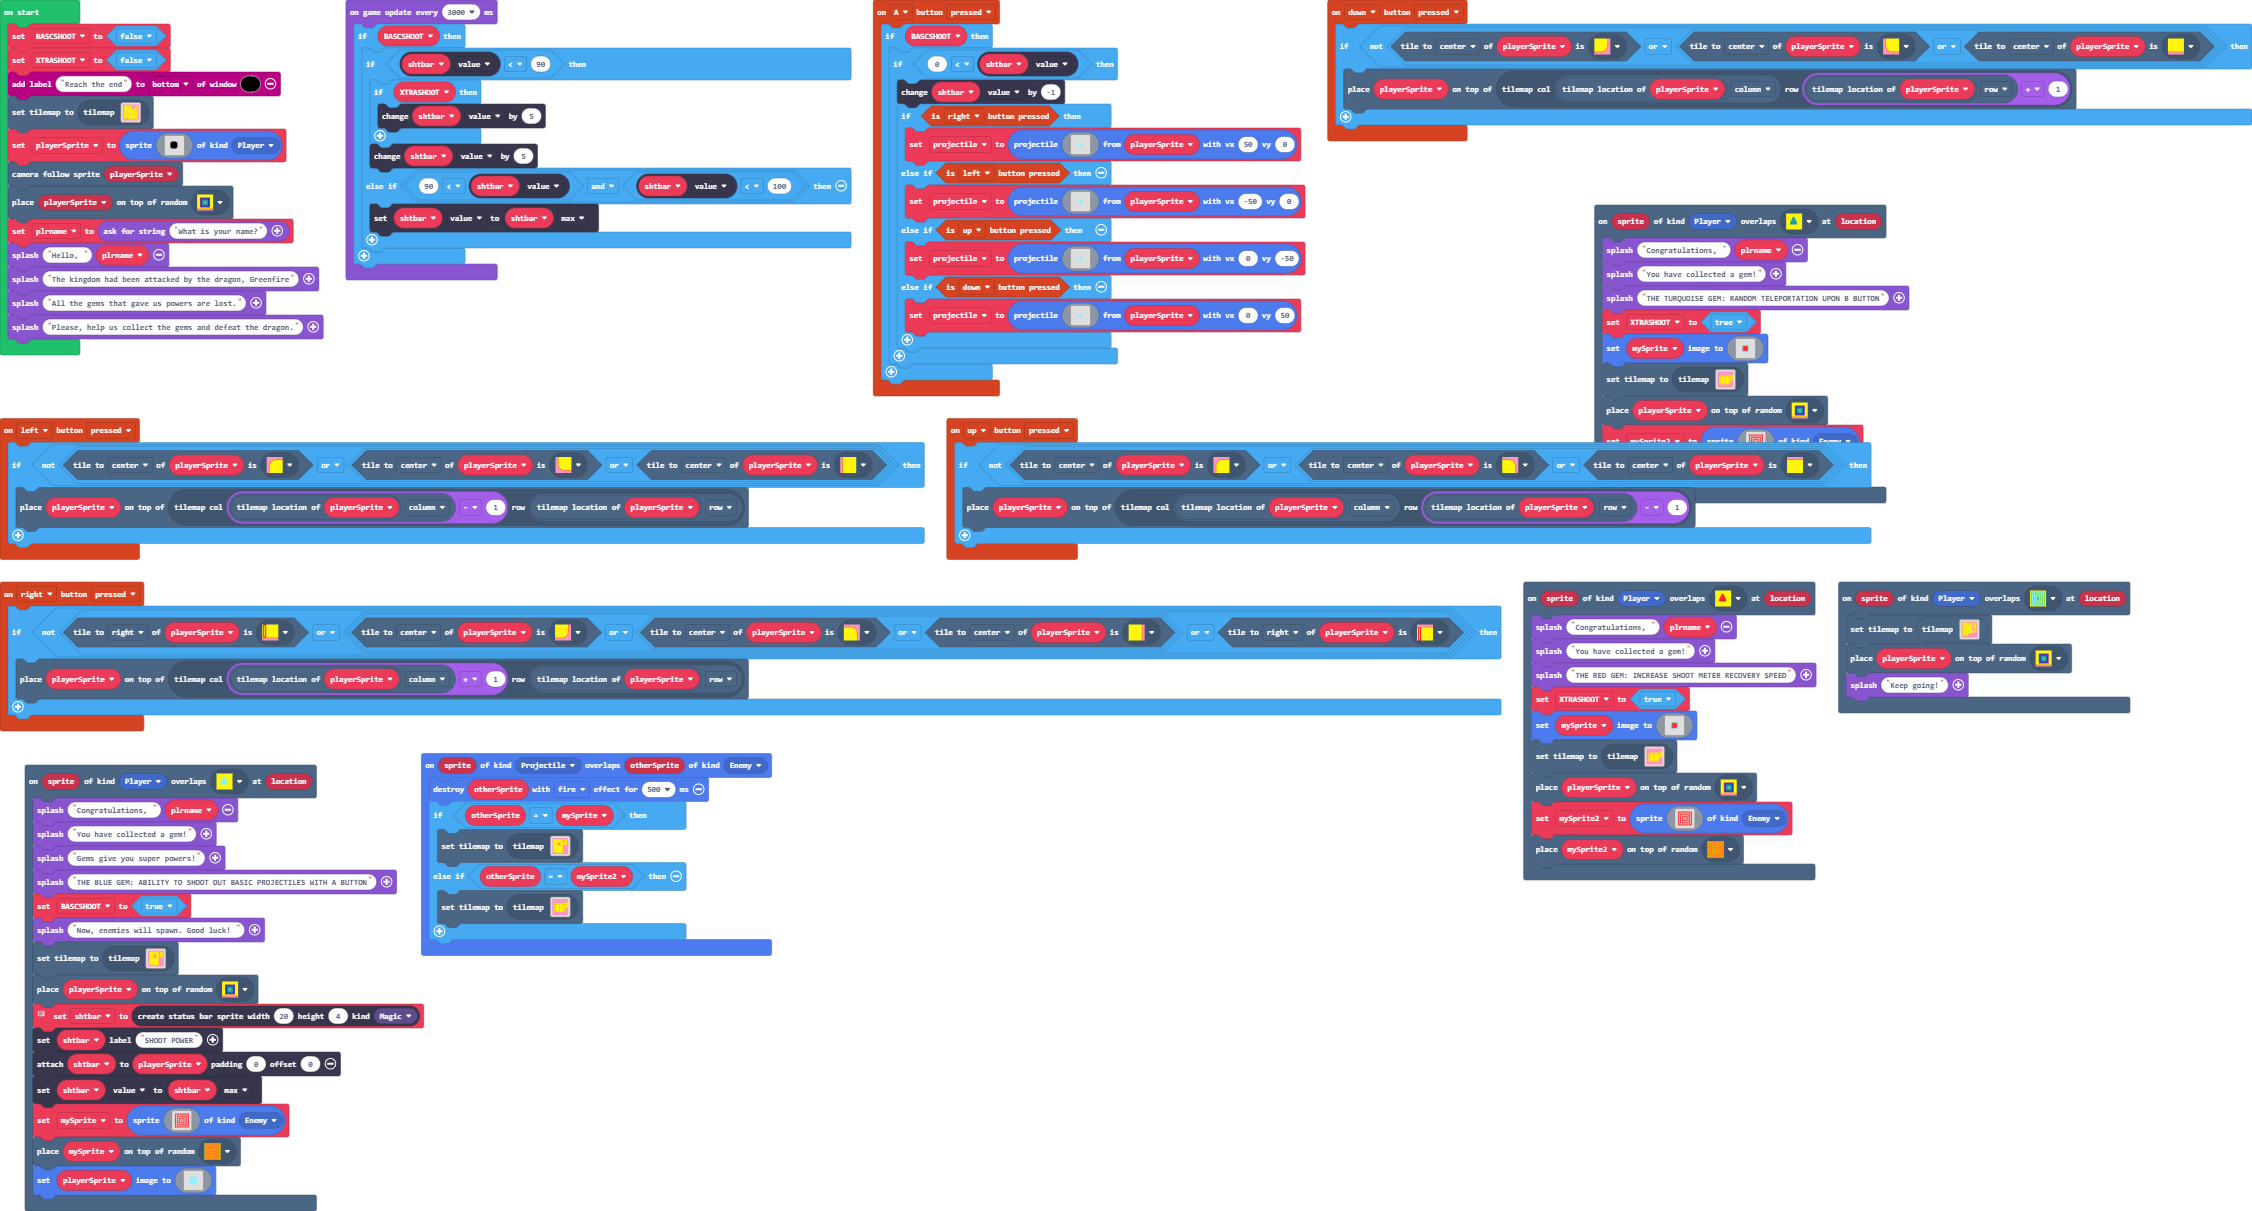 on start
set BASCSHOOT to false
set XTRASHOOT to false
add label "Reach the end" to bottom of window
set tilemap to tilemap
set playerSprite to sprite of kind Player
camera follow sprite playerSprite
place playerSprite on top of random
set plrname to ask for string "What is your name?"
splash "Hello, " plrname
splash "The kingdom had been attacked by the dragon, Greenfire"
splash "All the gems that gave us powers are lost."
splash "Please, help us collect the gems and defeat the dragon."
on game update every 3000 ms
if BASCSHOOT then
if shtbar value < 90 then
if XTRASHOOT then
change shtbar value by 5
change shtbar value by 5
else if 90 < shtbar value and shtbar value < 100 then
set shtbar value to shtbar max
on A button pressed
if BASCSHOOT then
if 0 < shtbar value then
change shtbar value by -1
if is right button pressed then
set projectile to projectile from playerSprite with vx 50 vy 0
else if is left button pressed then
set projectile to projectile from playerSprite with vx -50 vy 0
else if is up button pressed then
set projectile to projectile from playerSprite with vx 0 vy -50
else if is down button pressed then
set projectile to projectile from playerSprite with vx 0 vy 50
on down button pressed
if not tile to center of playerSprite is or tile to center of playerSprite is or tile to center of playerSprite is then
place playerSprite on top of tilemap col tilemap location of playerSprite column row tilemap location of playerSprite row + 1
on sprite of kind Player overlaps at location
splash "Congratulations, " plrname
splash "You have collected a gem!"
splash "THE TURQUOISE GEM: RANDOM TELEPORTATION UPON B BUTTON"
set XTRASHOOT to true
set mySprite image to
set tilemap to tilemap
place playerSprite on top of random
set mySprite2 to sprite of kind Enemy
on left button pressed
if not tile to center of playerSprite is or tile to center of playerSprite is or tile to center of playerSprite is then
place playerSprite on top of tilemap col tilemap location of playerSprite column - 1 row tilemap location of playerSprite row
on up button pressed
if not tile to center of playerSprite is or tile to center of playerSprite is or tile to center of playerSprite is then
place playerSprite on top of tilemap col tilemap location of playerSprite column row tilemap location of playerSprite row - 1
on right button pressed
if not tile to right of playerSprite is or tile to center of playerSprite is or tile to center of playerSprite is or tile to center of playerSprite is or tile to right of playerSprite is then
place playerSprite on top of tilemap col tilemap location of playerSprite column + 1 row tilemap location of playerSprite row
on sprite of kind Player overlaps at location
splash "Congratulations, " plrname
splash "You have collected a gem!"
splash "THE RED GEM: INCREASE SHOOT METER RECOVERY SPEED"
set XTRASHOOT to true
set mySprite image to
set tilemap to tilemap
place playerSprite on top of random
set mySprite2 to sprite of kind Enemy
place mySprite2 on top of random
on sprite of kind Player overlaps at location
set tilemap to tilemap
place playerSprite on top of random
splash "Keep going!"
on sprite of kind Player overlaps at location
splash "Congratulations, " plrname
splash "You have collected a gem!"
splash "Gems give you super powers!"
splash "THE BLUE GEM: ABILITY TO SHOOT OUT BASIC PROJECTILES WITH A BUTTON"
set BASCSHOOT to true
splash "Now, enemies will spawn. Good luck! "
set tilemap to tilemap
place playerSprite on top of random
set shtbar to create status bar sprite width 20 height 4 kind Magic
set shtbar label "SHOOT POWER"
attach shtbar to playerSprite padding 0 offset 0
set shtbar value to shtbar max
set mySprite to sprite of kind Enemy
place mySprite on top of random
set playerSprite image to
on sprite of kind Projectile overlaps otherSprite of kind Enemy
destroy otherSprite with fire effect for 500 ms
if otherSprite = mySprite then
set tilemap to tilemap
else if otherSprite = mySprite2 then
set tilemap to tilemap